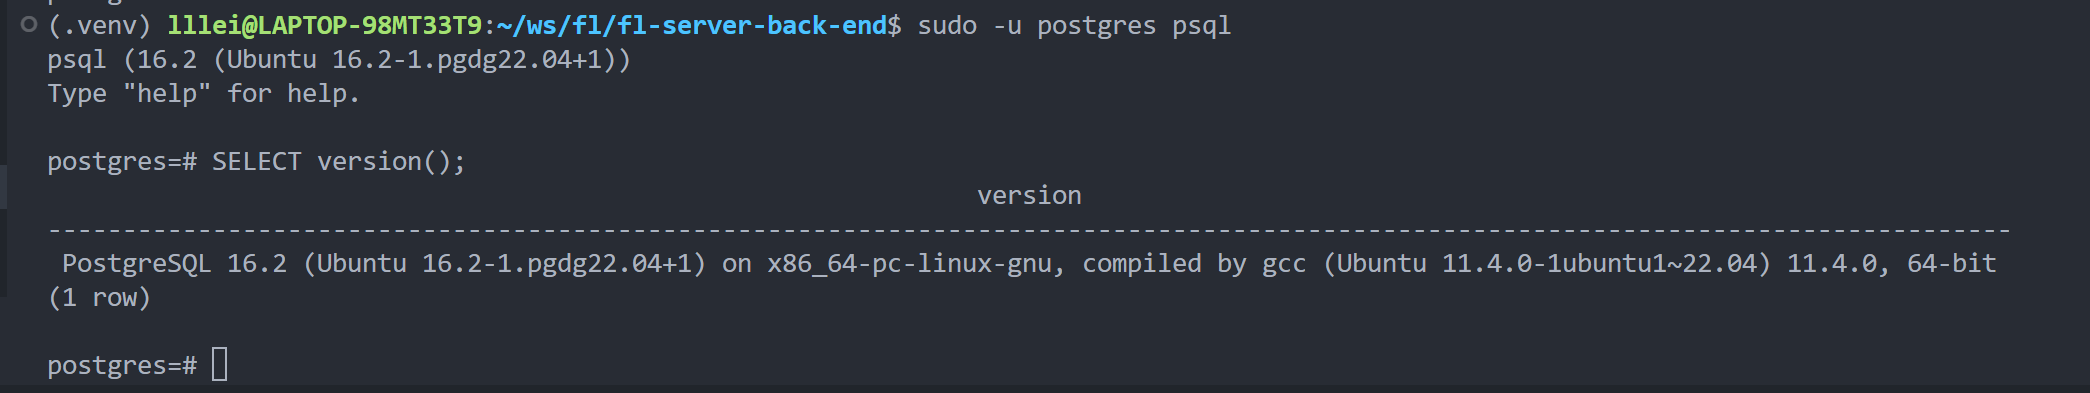 (.venv) lllei@LAPTOP-98MT33T9:~/ws/fl/fl-server-back-end$ sudo -u postgres psql
psql (16.2 (Ubuntu 16.2-1.pgdg22.04+1))
Type "help" for help.
postgres=# SELECT version();
version
-----------------------------------------------------------------------------------------------------------------------------------
PostgreSQL 16.2 (Ubuntu 16.2-1.pgdg22.04+1) on x86_64-pc-linux-gnu, compiled by gcc (Ubuntu 11.4.0-1ubuntu1~22.04) 11.4.0, 64-bit
(1 row)
postgres=#